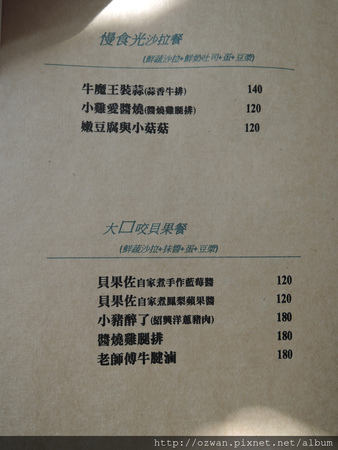 慢食光沙拉餐
(鮮蔬沙拉+鮮奶吐司+蛋+豆漿)
牛魔王裝蒜(蒜香牛排) 140
小雞愛醬燒(醬燒雞腿排) 120
嫩豆腐與小菇菇 120
大口咬貝果餐
(鮮蔬沙拉+抹醬+蛋+豆漿)
貝果佐自家煮手作藍莓醬 120
貝果佐自家煮鳳梨蘋果醬 120
小豬醉了(紹興洋蔥豬肉) 180
醬燒雞腿排 180
老師傅牛腱滷 180
http://ozwan.pixnet.net/album